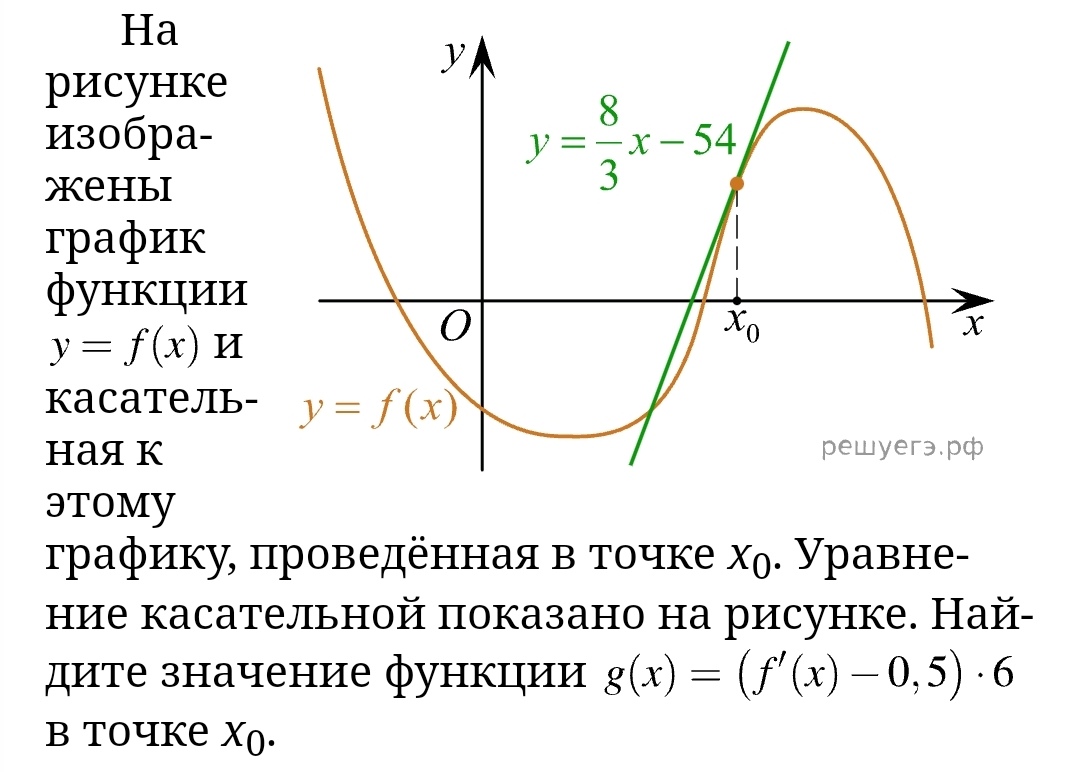 На
рисунке
изобра-
жены
график
функции
y = f(x) и
касатель-
ная к
этому
графику, проведённая в точке x₀. Уравне-
ние касательной показано на рисунке. Най-
дите значение функции g(x) = (f′(x) − 0,5) · 6
в точке x₀.
y
y = 8/3 x − 54
O
x₀
x
y = f(x)
решуегэ.рф